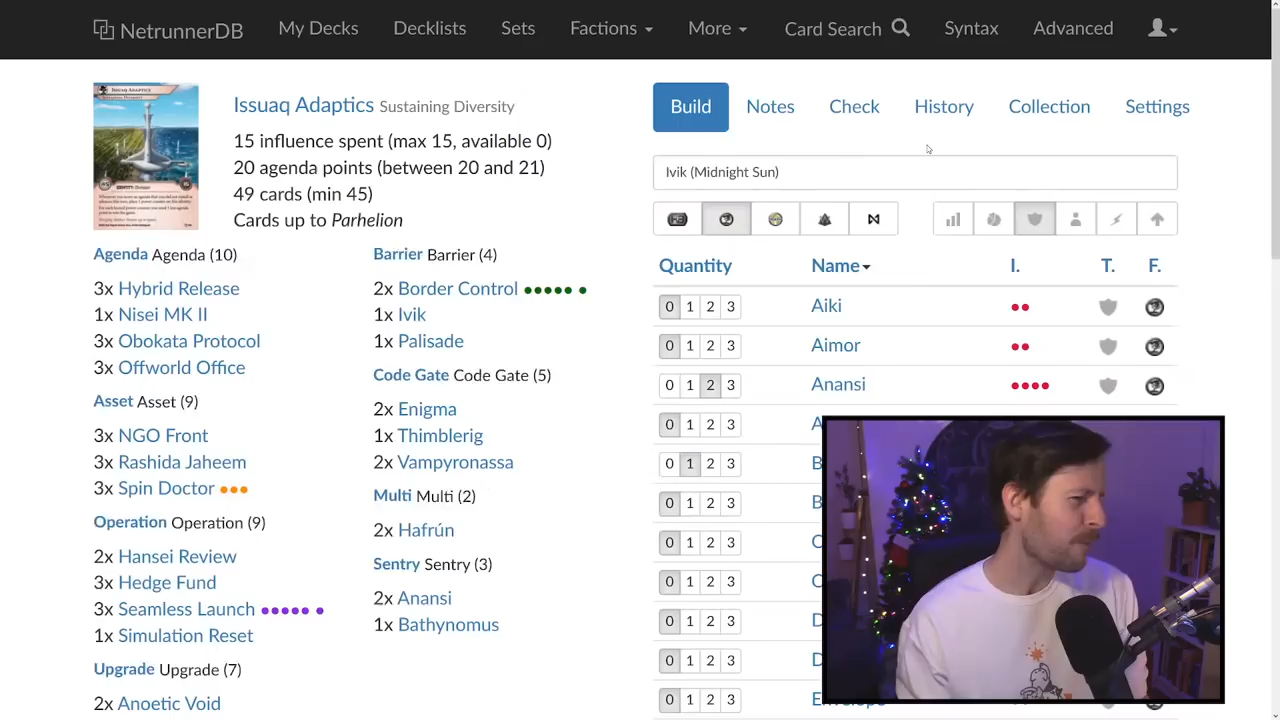 NetrunnerDB My Decks Decklists Sets Factions More Card Search Syntax Advanced
Issuaq Adaptics Sustaining Diversity
15 influence spent (max 15, available 0)
20 agenda points (between 20 and 21)
49 cards (min 45)
Cards up to Parhelion
Agenda Agenda (10)
3x Hybrid Release
1x Nisei MK II
3x Obokata Protocol
3x Offworld Office
Asset Asset (9)
3x NGO Front
3x Rashida Jaheem
3x Spin Doctor
Operation Operation (9)
2x Hansei Review
3x Hedge Fund
3x Seamless Launch
1x Simulation Reset
Upgrade Upgrade (7)
2x Anoetic Void
Barrier Barrier (4)
2x Border Control
1x Ivik
1x Palisade
Code Gate Code Gate (5)
2x Enigma
1x Thimblerig
2x Vampyronassa
Multi Multi (2)
2x Hafrún
Sentry Sentry (3)
2x Anansi
1x Bathynomus
Build Notes Check History Collection Settings
Ivik (Midnight Sun)
Quantity Name I. T. F.
0 1 2 3 Aiki
0 1 2 3 Aimor
0 1 2 3 Anansi
0 1 2 3
0 1 2 3
0 1 2 3
0 1 2 3
0 1 2 3
0 1 2 3
0 1 2 3
0 1 2 3 Envelope